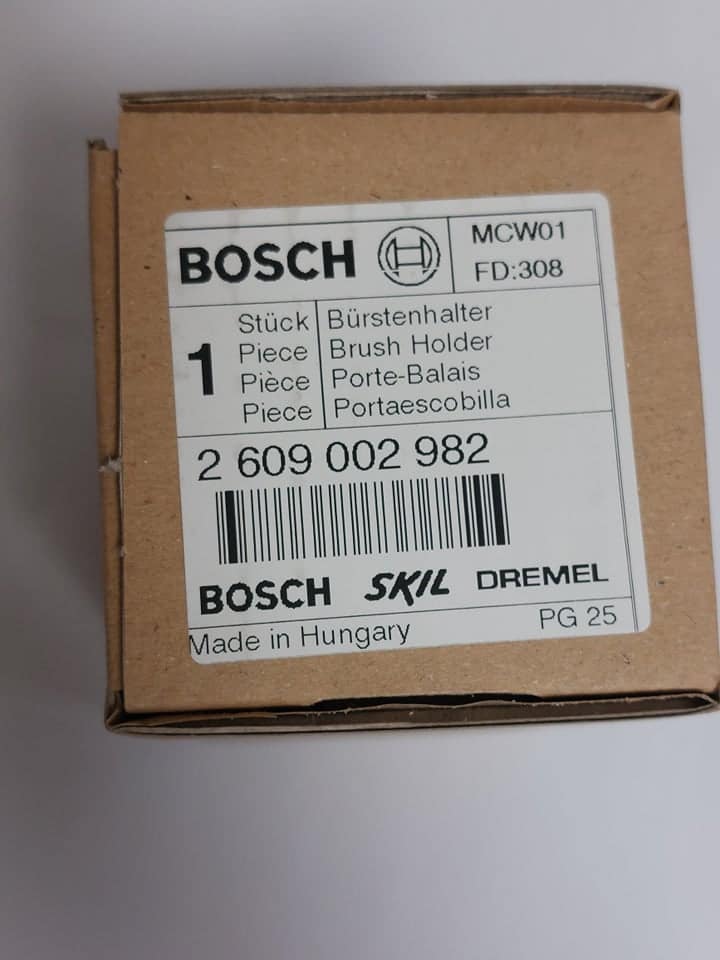 BOSCH
MCW01
FD:308
1
Stück
Piece
Pièce
Piece
Bürstenhalter
Brush Holder
Porte-Balais
Portaescobilla
2 609 002 982
BOSCH SKIL DREMEL
Made in Hungary
PG 25